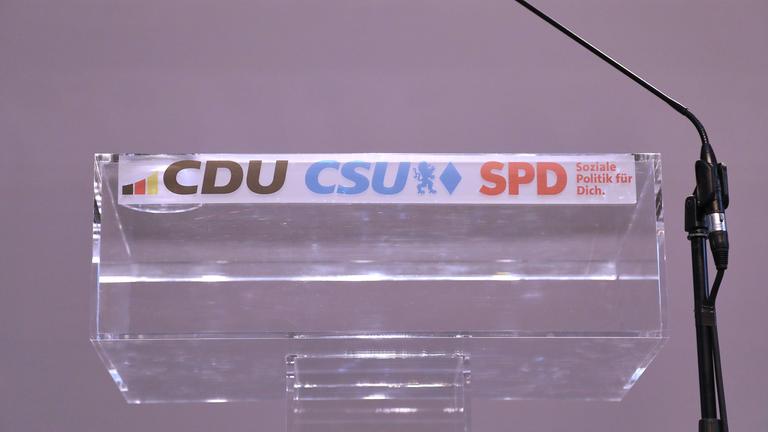 CDU CSU SPD Soziale
Politik für
Dich.